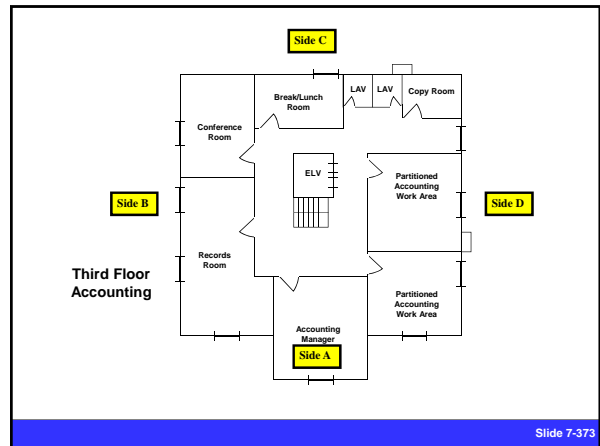 Side C
Break/Lunch
Room
LAV
LAV
Copy Room
Conference
Room
ELV
Partitioned
Accounting
Work Area
Side B
Side D
Records
Room
Third Floor
Accounting
Partitioned
Accounting
Work Area
Accounting
Manager
Side A
Slide 7-373